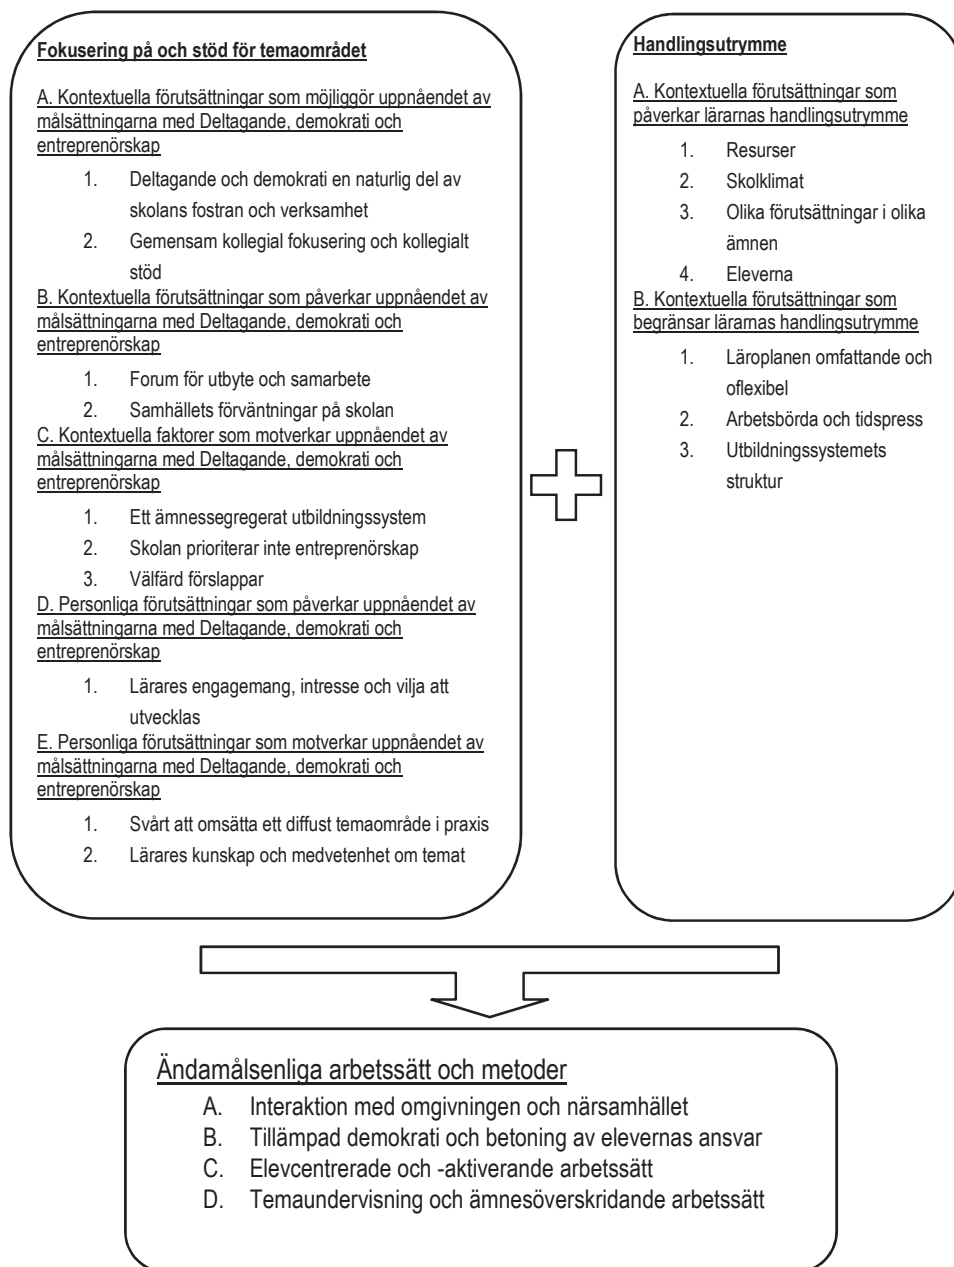 Fokusering på och stöd för temaområdet
A. Kontextuella förutsättningar som möjliggör uppnåendet av
målsättningarna med Deltagande, demokrati och
entreprenörskap
1. Deltagande och demokrati en naturlig del av
skolans fostran och verksamhet
2. Gemensam kollegial fokusering och kollegialt
stöd
B. Kontextuella förutsättningar som påverkar uppnåendet av
målsättningarna med Deltagande, demokrati och
entreprenörskap
1. Forum för utbyte och samarbete
2. Samhällets förväntningar på skolan
C. Kontextuella faktorer som motverkar uppnåendet av
målsättningarna med Deltagande, demokrati och
entreprenörskap
1. Ett ämnessegregerat utbildningssystem
2. Skolan prioriterar inte entreprenörskap
3. Välfärd förslappar
D. Personliga förutsättningar som påverkar uppnåendet av
målsättningarna med Deltagande, demokrati och
entreprenörskap
1. Lärares engagemang, intresse och vilja att
utvecklas
E. Personliga förutsättningar som motverkar uppnåendet av
målsättningarna med Deltagande, demokrati och
entreprenörskap
1. Svårt att omsätta ett diffust temaområde i praxis
2. Lärares kunskap och medvetenhet om temat
Handlingsutrymme
A. Kontextuella förutsättningar som
påverkar lärarnas handlingsutrymme
1. Resurser
2. Skolklimat
3. Olika förutsättningar i olika
ämnen
4. Eleverna
B. Kontextuella förutsättningar som
begränsar lärarnas handlingsutrymme
1. Läroplanen omfattande och
oflexibel
2. Arbetsbörda och tidspress
3. Utbildningssystemets
struktur
Ändamålsenliga arbetssätt och metoder
A. Interaktion med omgivningen och närsamhället
B. Tillämpad demokrati och betoning av elevernas ansvar
C. Elevcentrerade och -aktiverande arbetssätt
D. Temaundervisning och ämnesöverskridande arbetssätt